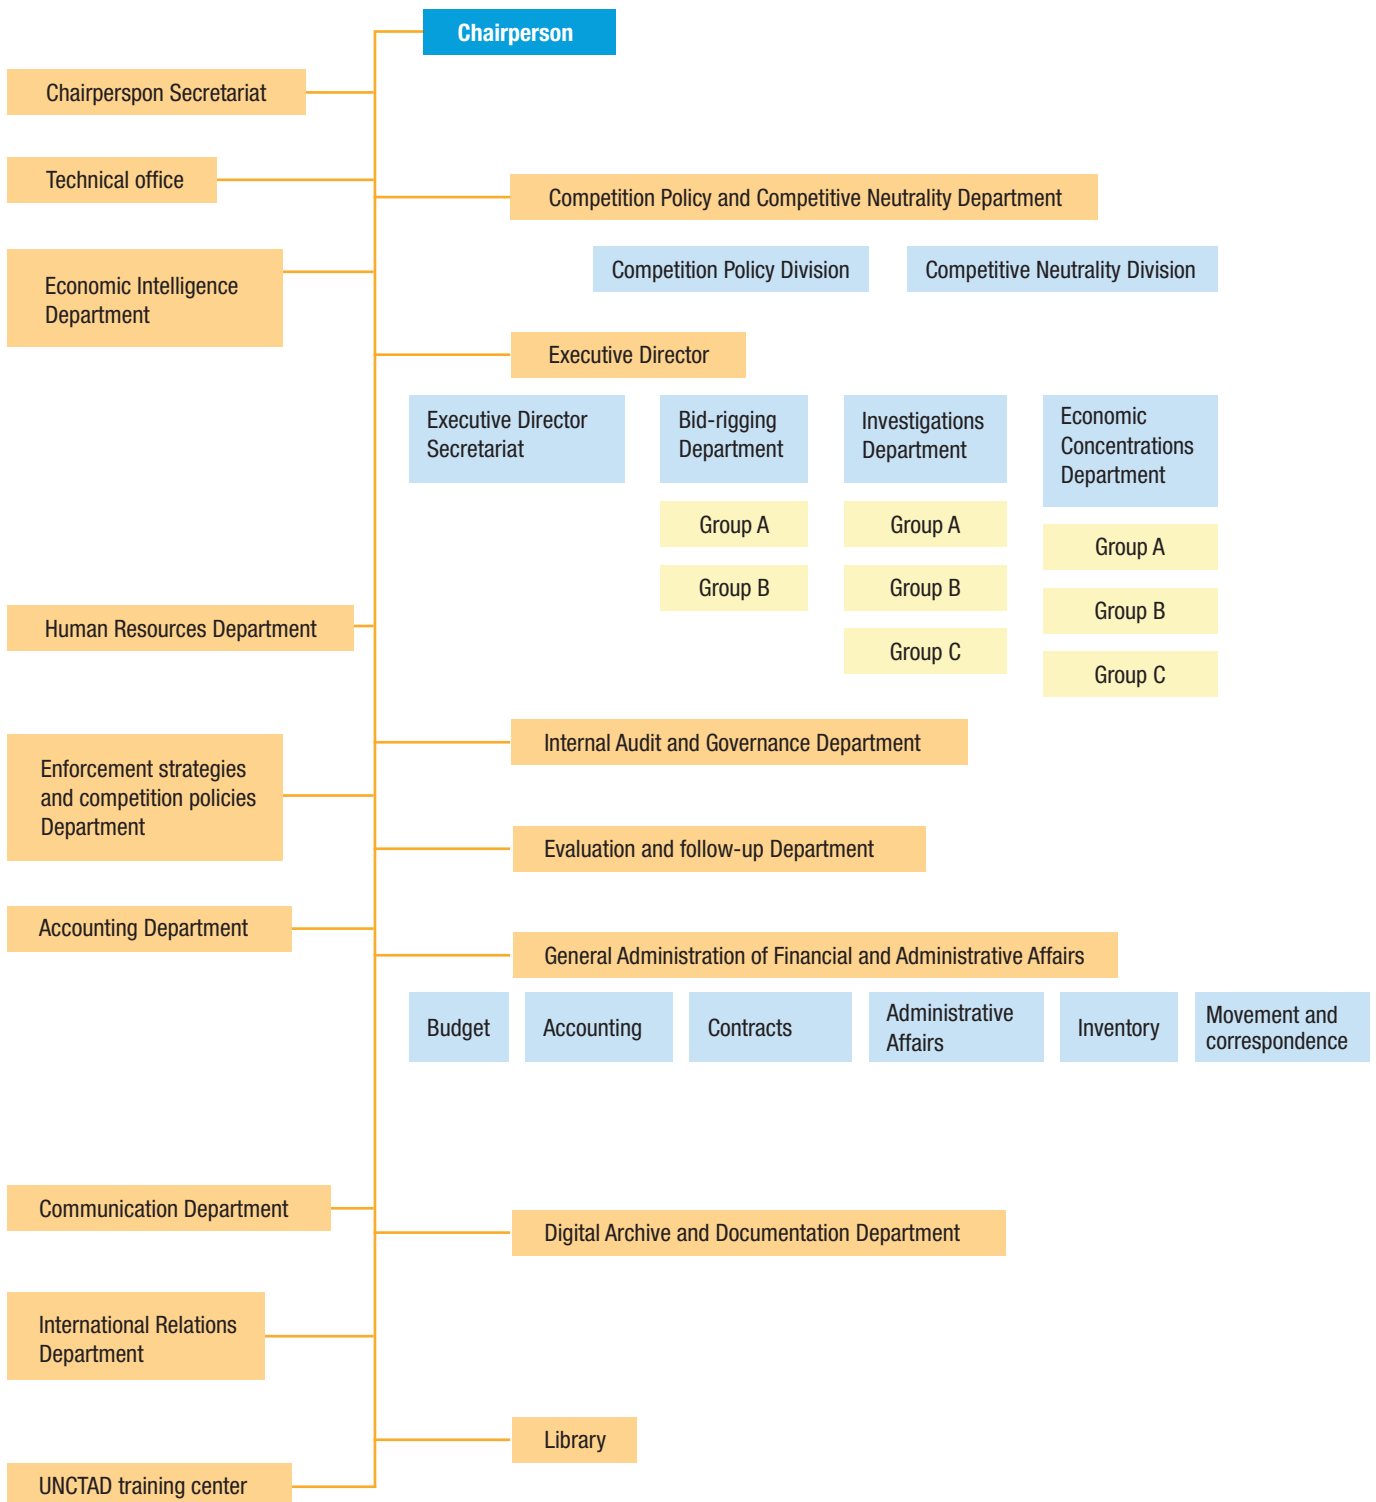 Chairperson
Chairperspon Secretariat
Technical office
Competition Policy and Competitive Neutrality Department
Competition Policy Division
Competitive Neutrality Division
Economic Intelligence
Department
Executive Director
Executive Director
Secretariat
Bid-rigging
Department
Group A
Group B
Investigations
Department
Group A
Group B
Group C
Economic
Concentrations
Department
Group A
Group B
Group C
Human Resources Department
Internal Audit and Governance Department
Enforcement strategies
and competition policies
Department
Evaluation and follow-up Department
Accounting Department
General Administration of Financial and Administrative Affairs
Budget
Accounting
Contracts
Administrative
Affairs
Inventory
Movement and
correspondence
Communication Department
Digital Archive and Documentation Department
International Relations
Department
Library
UNCTAD training center